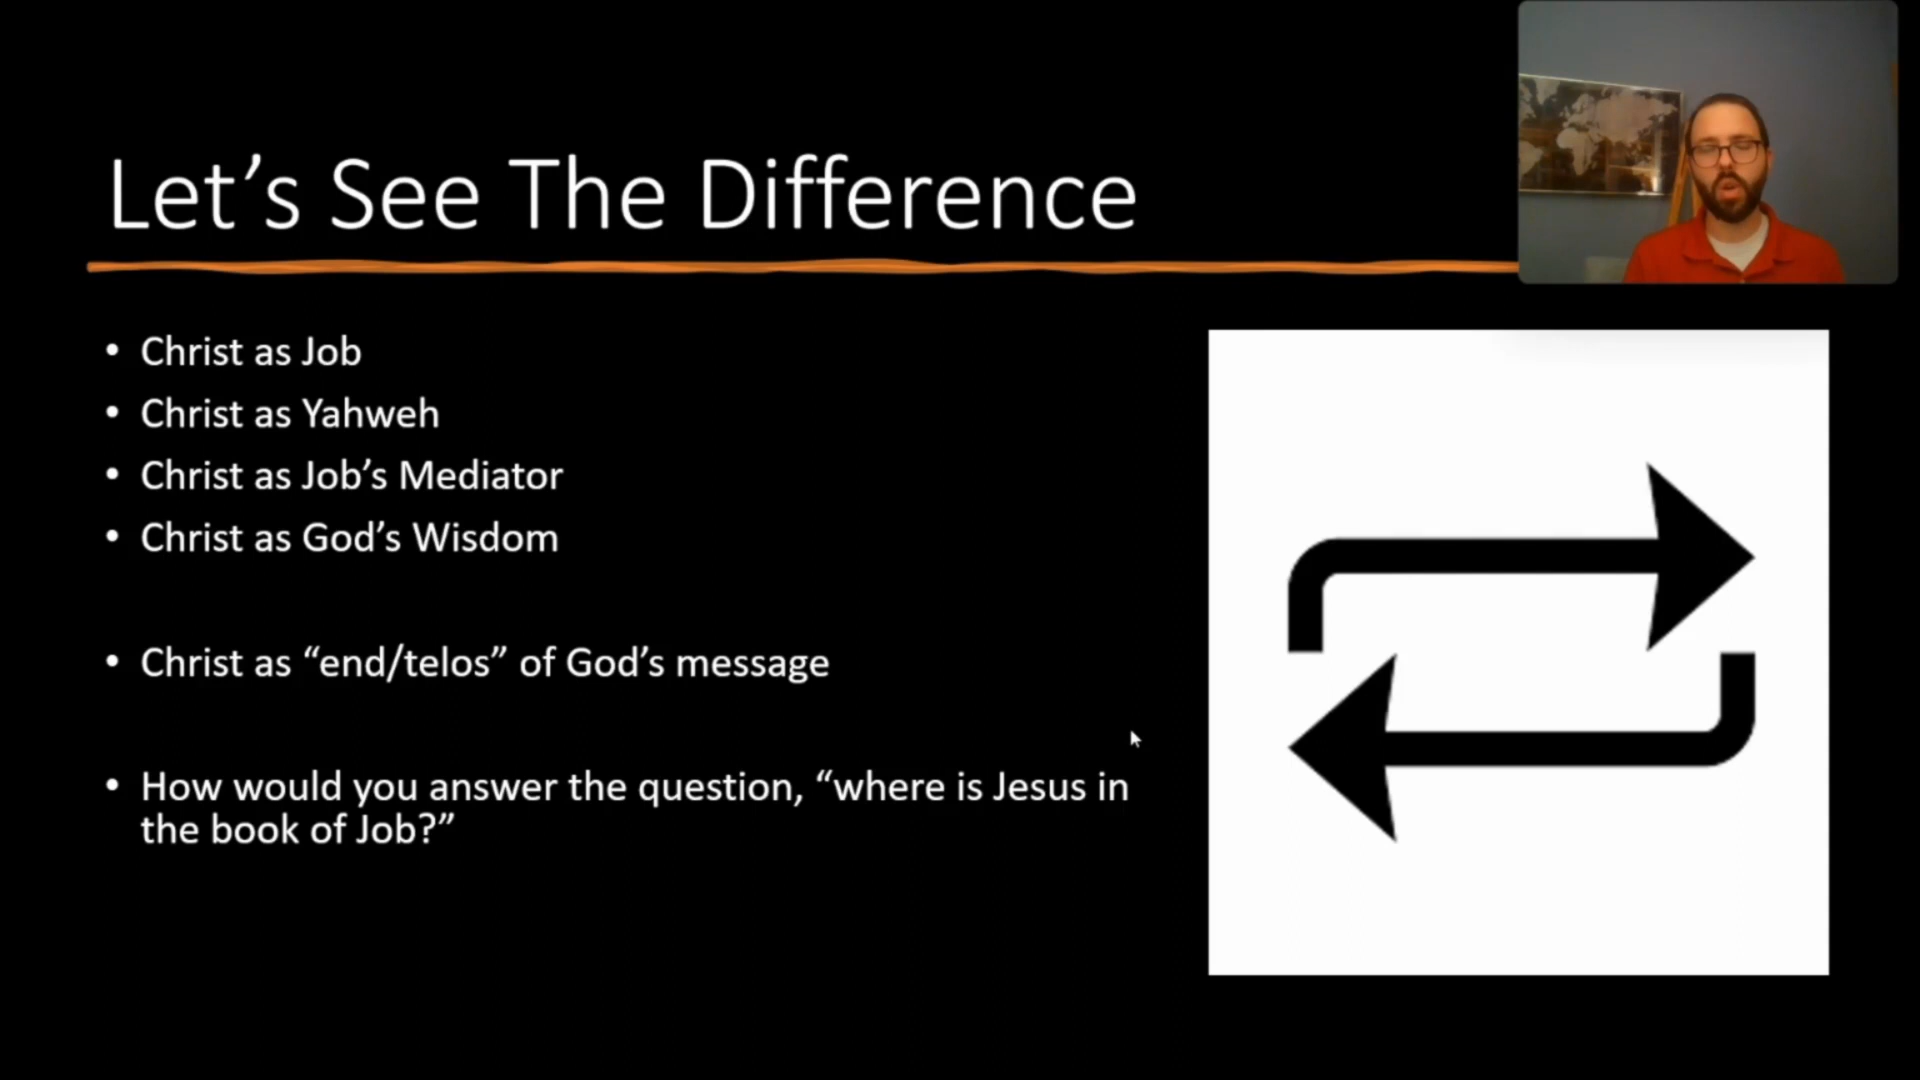 Let’s See The Difference
• Christ as Job
• Christ as Yahweh
• Christ as Job’s Mediator
• Christ as God’s Wisdom
• Christ as “end/telos” of God’s message
• How would you answer the question, “where is Jesus in
the book of Job?”